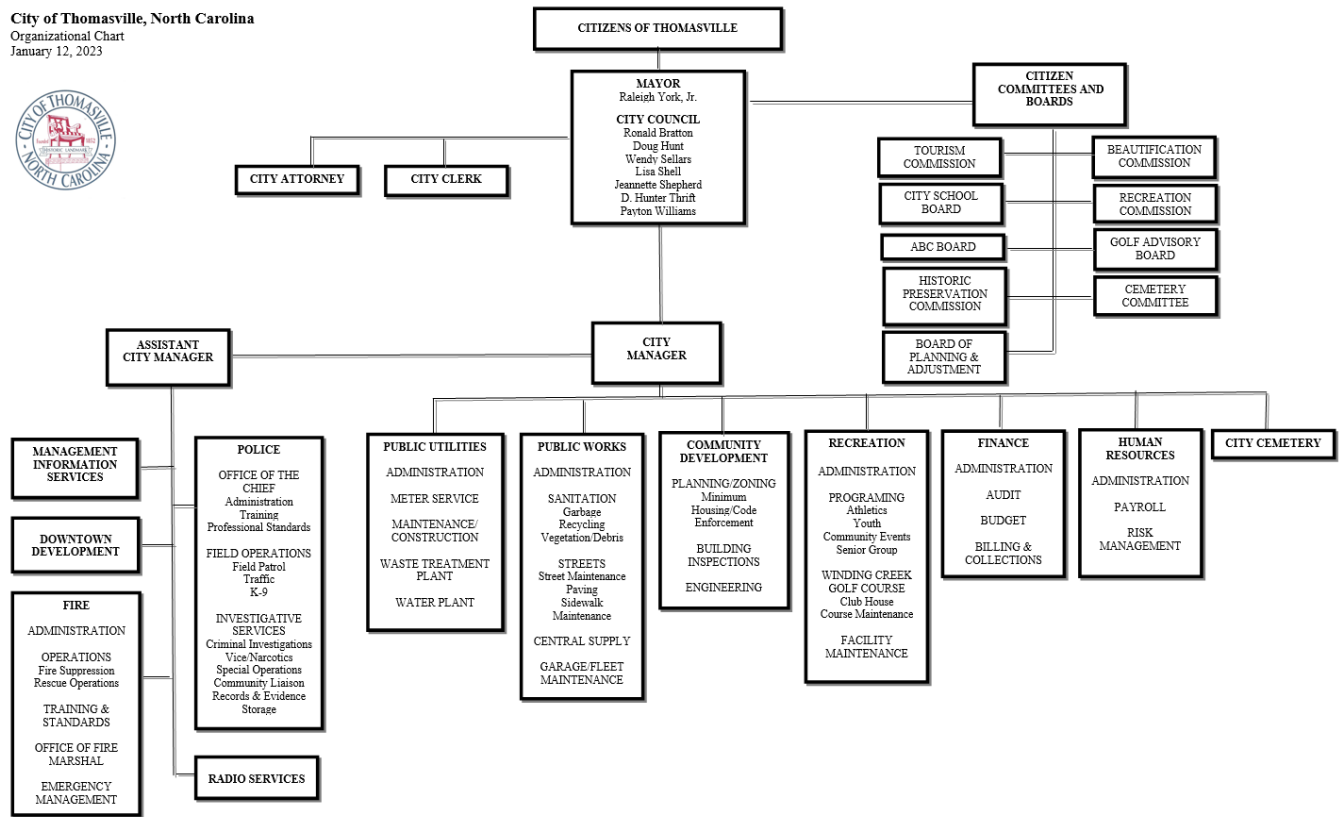 City of Thomasville, North Carolina
Organizational Chart
January 12, 2023
CITY OF THOMASVILLE
NORTH CAROLINA
HISTORIC LANDMARK
CITIZENS OF THOMASVILLE
MAYOR
Raleigh York, Jr.
CITY COUNCIL
Ronald Bratton
Doug Hunt
Wendy Sellars
Lisa Shell
Jeannette Shepherd
D. Hunter Thrift
Payton Williams
CITIZEN
COMMITTEES AND
BOARDS
CITY ATTORNEY
CITY CLERK
TOURISM
COMMISSION
BEAUTIFICATION
COMMISSION
CITY SCHOOL
BOARD
RECREATION
COMMISSION
ABC BOARD
GOLF ADVISORY
BOARD
HISTORIC
PRESERVATION
COMMISSION
CEMETERY
COMMITTEE
BOARD OF
PLANNING &
ADJUSTMENT
ASSISTANT
CITY MANAGER
CITY
MANAGER
MANAGEMENT
INFORMATION
SERVICES
DOWNTOWN
DEVELOPMENT
FIRE
ADMINISTRATION
OPERATIONS
Fire Suppression
Rescue Operations
TRAINING &
STANDARDS
OFFICE OF FIRE
MARSHAL
EMERGENCY
MANAGEMENT
POLICE
OFFICE OF THE
CHIEF
Administration
Training
Professional Standards
FIELD OPERATIONS
Field Patrol
Traffic
K-9
INVESTIGATIVE
SERVICES
Criminal Investigations
Vice/Narcotics
Special Operations
Community Liaison
Records & Evidence
Storage
RADIO SERVICES
PUBLIC UTILITIES
ADMINISTRATION
METER SERVICE
MAINTENANCE/
CONSTRUCTION
WASTE TREATMENT
PLANT
WATER PLANT
PUBLIC WORKS
ADMINISTRATION
SANITATION
Garbage
Recycling
Vegetation/Debris
STREETS
Street Maintenance
Paving
Sidewalk
Maintenance
CENTRAL SUPPLY
GARAGE/FLEET
MAINTENANCE
COMMUNITY
DEVELOPMENT
PLANNING/ZONING
Minimum
Housing/Code
Enforcement
BUILDING
INSPECTIONS
ENGINEERING
RECREATION
ADMINISTRATION
PROGRAMING
Athletics
Youth
Community Events
Senior Group
WINDING CREEK
GOLF COURSE
Club House
Course Maintenance
FACILITY
MAINTENANCE
FINANCE
ADMINISTRATION
AUDIT
BUDGET
BILLING &
COLLECTIONS
HUMAN
RESOURCES
ADMINISTRATION
PAYROLL
RISK
MANAGEMENT
CITY CEMETERY